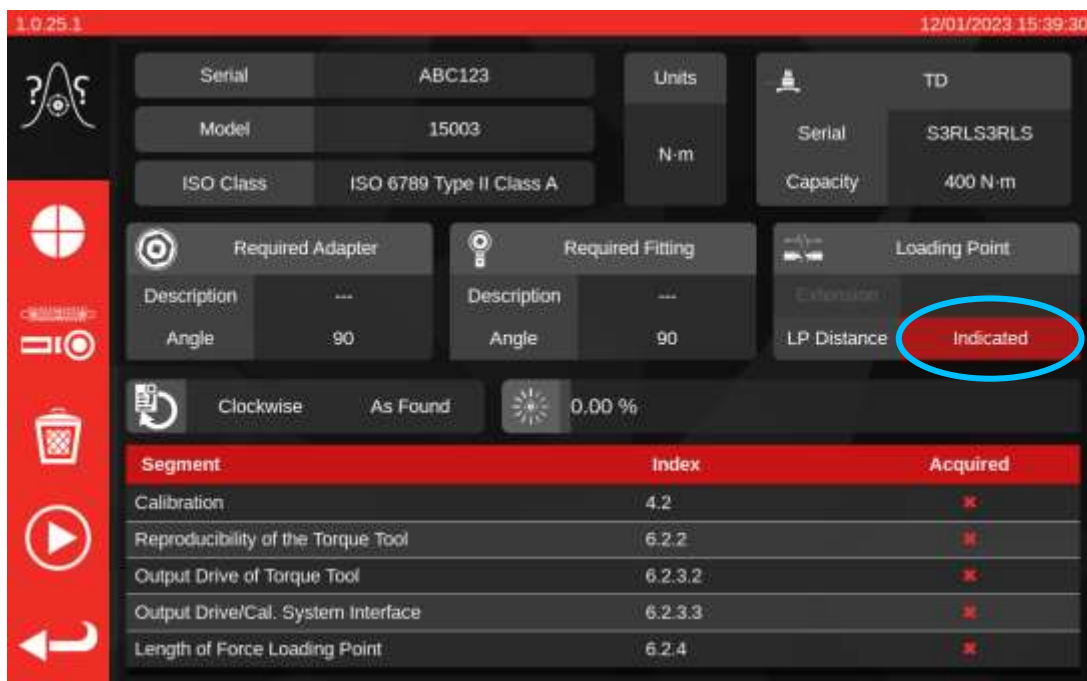 1.0.25.1 12/01/2023 15:39:30
Serial ABC123
Model 15003
ISO Class ISO 6789 Type II Class A
Units
N·m
TD
Serial S3RLS3RLS
Capacity 400 N·m
Required Adapter
Description ---
Angle 90
Required Fitting
Description ---
Angle 90
Loading Point
Extension
LP Distance Indicated
Clockwise As Found
0.00 %
Segment Index Acquired
Calibration 4.2
Reproducibility of the Torque Tool 6.2.2
Output Drive of Torque Tool 6.2.3.2
Output Drive/Cal. System Interface 6.2.3.3
Length of Force Loading Point 6.2.4